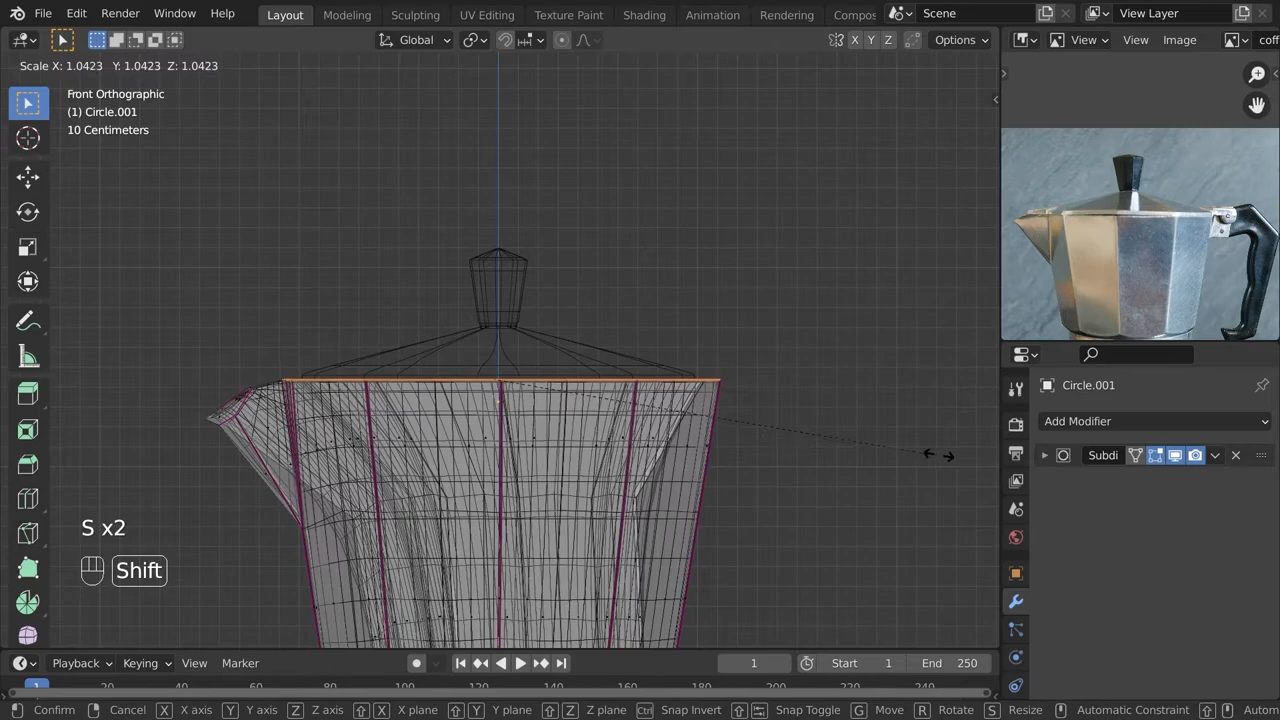 File Edit Render Window Help Layout Modeling Sculpting UV Editing Texture Paint Shading Animation Rendering Compos Scene View Layer
Global X Y Z Options View View Image coff
Scale X: 1.0423 Y: 1.0423 Z: 1.0423
Front Orthographic
(1) Circle.001
10 Centimeters
Circle.001
Add Modifier
Subdi
S x2
Shift
Playback Keying View Marker 1 Start 1 End 250
1 20 40 60 80 100 120 140 160 180 200 220 240
Confirm Cancel X X axis Y Y axis Z Z axis X X plane Y Y plane Z Z plane Ctrl Snap Invert Snap Toggle G Move R Rotate S Resize Automatic Constraint Autom